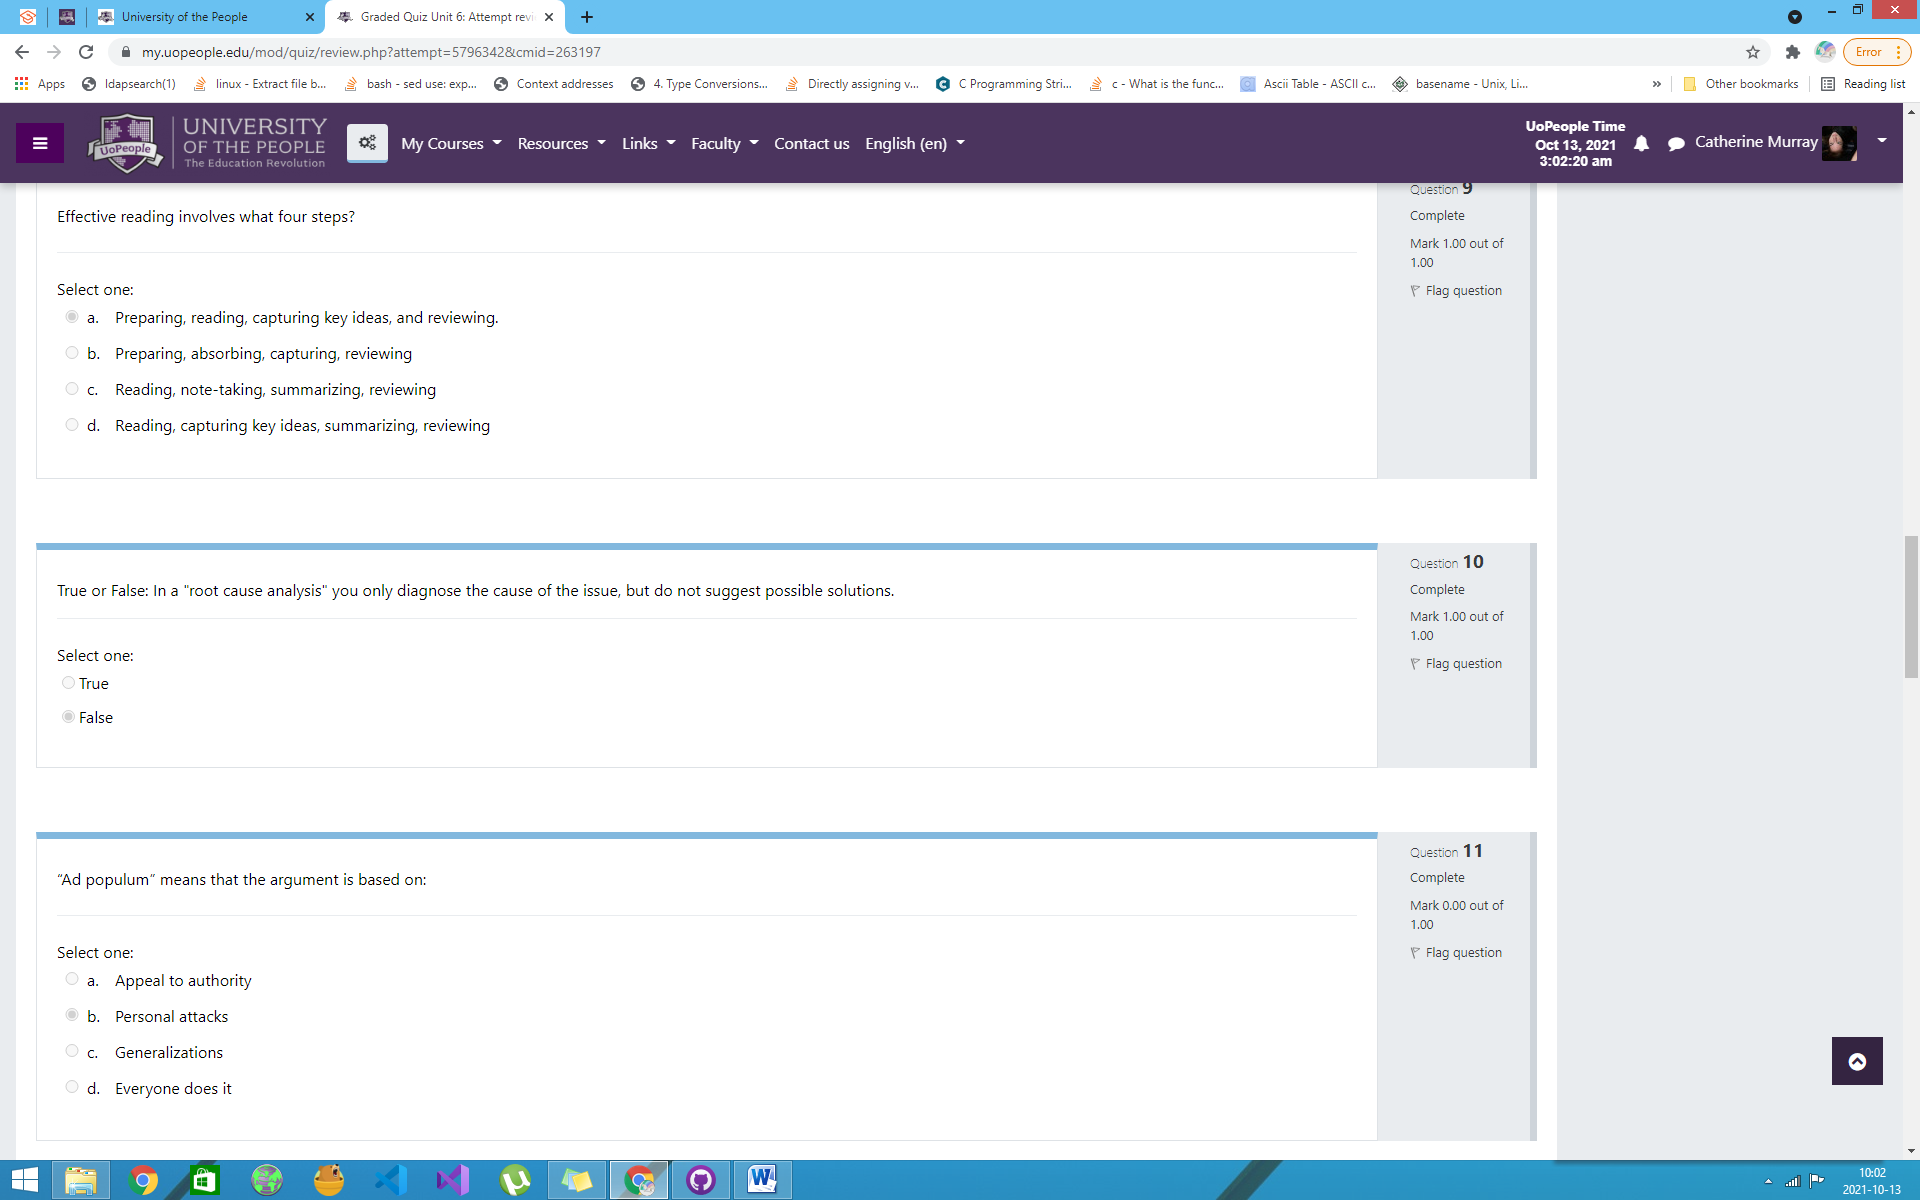 University of the People
Graded Quiz Unit 6: Attempt revi
my.uopeople.edu/mod/quiz/review.php?attempt=5796342&cmid=263197
Error
Apps
ldapsearch(1)
linux - Extract file b...
bash - sed use: exp...
Context addresses
4. Type Conversions...
Directly assigning v...
C Programming Stri...
c - What is the func...
Ascii Table - ASCII c...
basename - Unix, Li...
»
Other bookmarks
Reading list
UoPeople
UNIVERSITY
OF THE PEOPLE
The Education Revolution
My Courses
Resources
Links
Faculty
Contact us
English (en)
UoPeople Time
Oct 13, 2021
3:02:20 am
Catherine Murray
Effective reading involves what four steps?
Select one:
a. Preparing, reading, capturing key ideas, and reviewing.
b. Preparing, absorbing, capturing, reviewing
c. Reading, note-taking, summarizing, reviewing
d. Reading, capturing key ideas, summarizing, reviewing
Question 9
Complete
Mark 1.00 out of
1.00
Flag question
True or False: In a "root cause analysis" you only diagnose the cause of the issue, but do not suggest possible solutions.
Select one:
True
False
Question 10
Complete
Mark 1.00 out of
1.00
Flag question
“Ad populum” means that the argument is based on:
Select one:
a. Appeal to authority
b. Personal attacks
c. Generalizations
d. Everyone does it
Question 11
Complete
Mark 0.00 out of
1.00
Flag question
10:02
2021-10-13